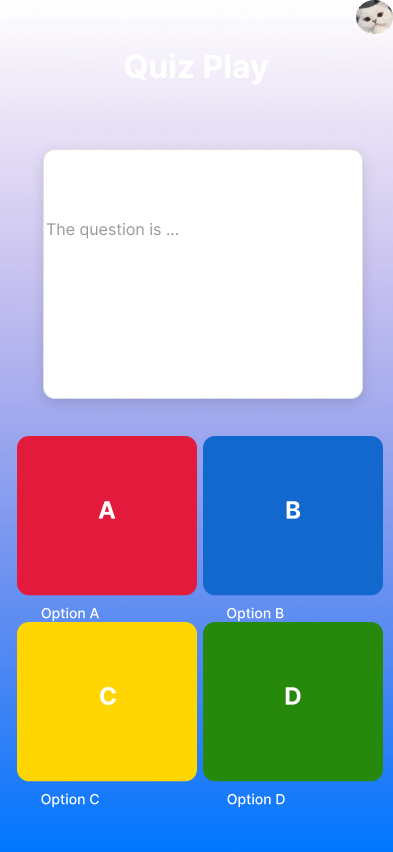 Quiz Play
The question is ...
A
B
Option A
Option B
C
D
Option C
Option D